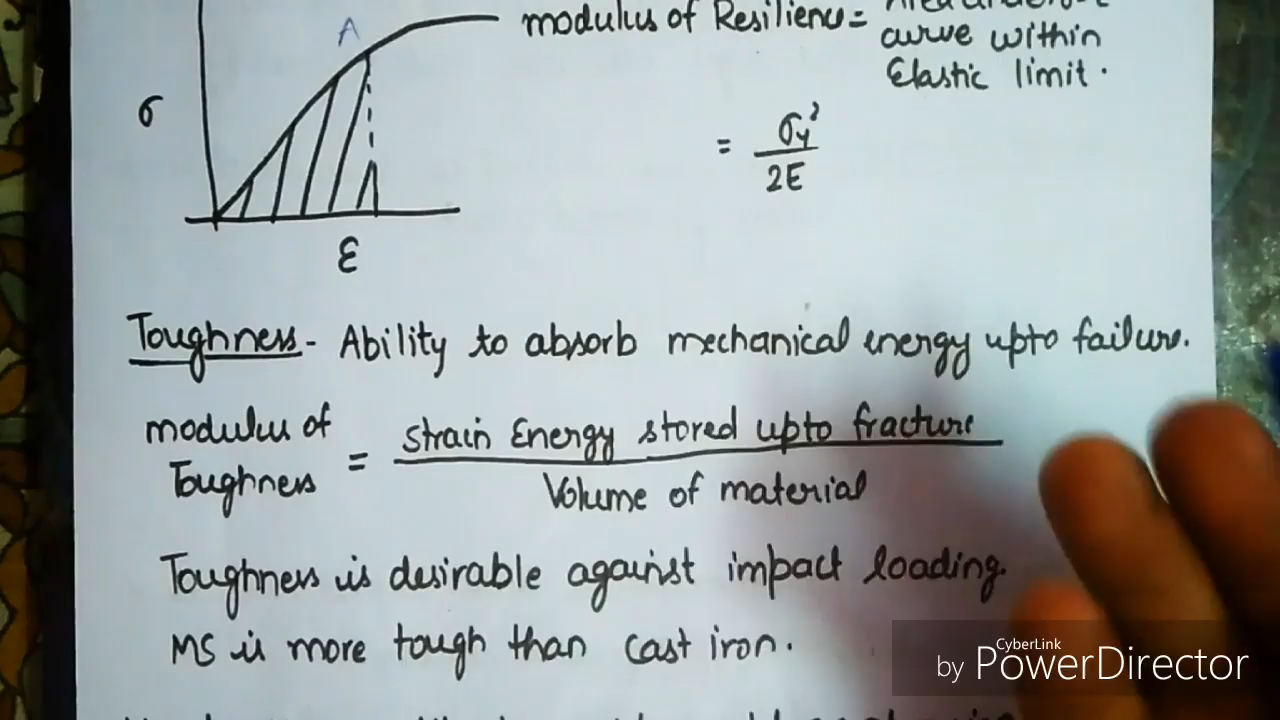 A
modulus of Resilience =
curve within
Elastic limit.
σ
= σy²
2E
ε
Toughness - Ability to absorb mechanical energy upto failure.
modulus of
Toughness
= Strain Energy stored upto fracture
Volume of material
Toughness is desirable against impact loading.
MS is more tough than cast iron.
CyberLink
by PowerDirector